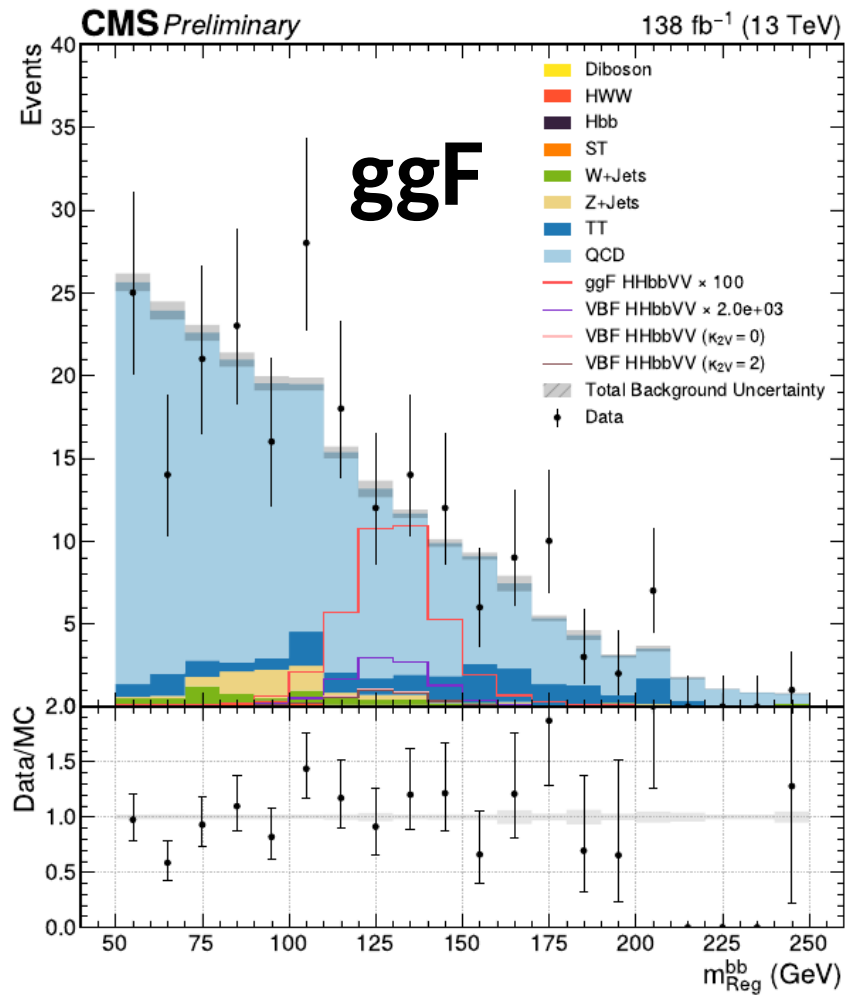 CMS Preliminary 138 fb⁻¹ (13 TeV)
Events
40
35
30
25
20
15
10
5
ggF
Diboson
HWW
Hbb
ST
W+Jets
Z+Jets
TT
QCD
ggF HHbbVV × 100
VBF HHbbVV × 2.0e+03
VBF HHbbVV (κ2V = 0)
VBF HHbbVV (κ2V = 2)
Total Background Uncertainty
Data
Data/MC
2.0
1.5
1.0
0.5
0.0
50 75 100 125 150 175 200 225 250
m^bb_Reg (GeV)